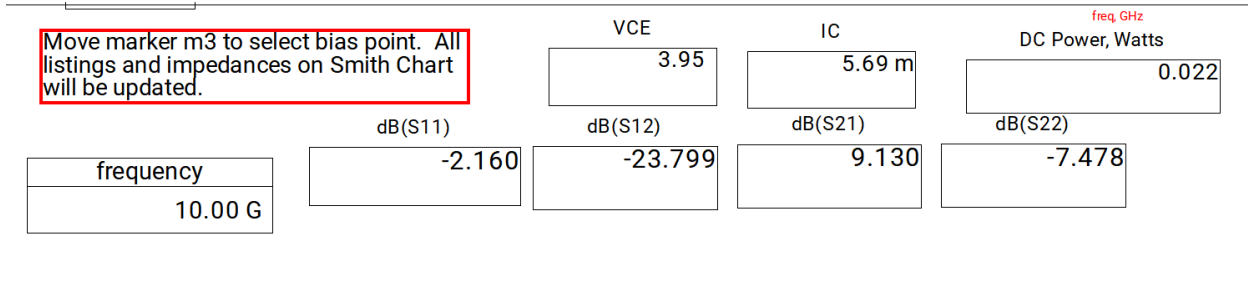 freq, GHz
Move marker m3 to select bias point.  All
listings and impedances on Smith Chart
will be updated.
VCE
3.95
IC
5.69 m
DC Power, Watts
0.022
dB(S11)
-2.160
dB(S12)
-23.799
dB(S21)
9.130
dB(S22)
-7.478
frequency
10.00 G